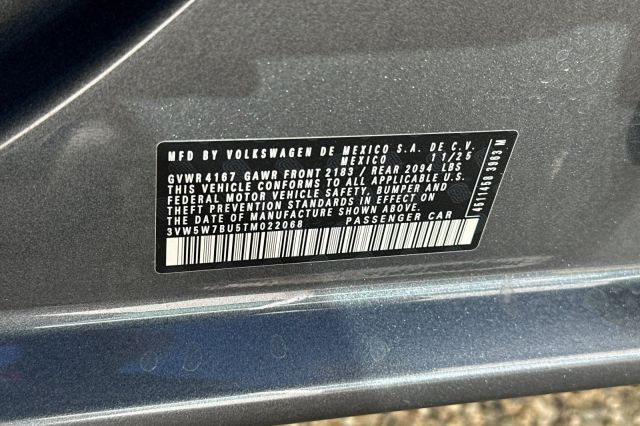 MFD BY VOLKSWAGEN DE MEXICO S.A. DE C.V.
MEXICO 11/25
GVWR 4167 GAWR FRONT 2183 / REAR 2094 LBS
THIS VEHICLE CONFORMS TO ALL APPLICABLE U.S.
FEDERAL MOTOR VEHICLE SAFETY, BUMPER AND
THEFT PREVENTION STANDARDS IN EFFECT ON
THE DATE OF MANUFACTURE SHOWN ABOVE.
3VW5W7BU5TM022068 PASSENGER CAR